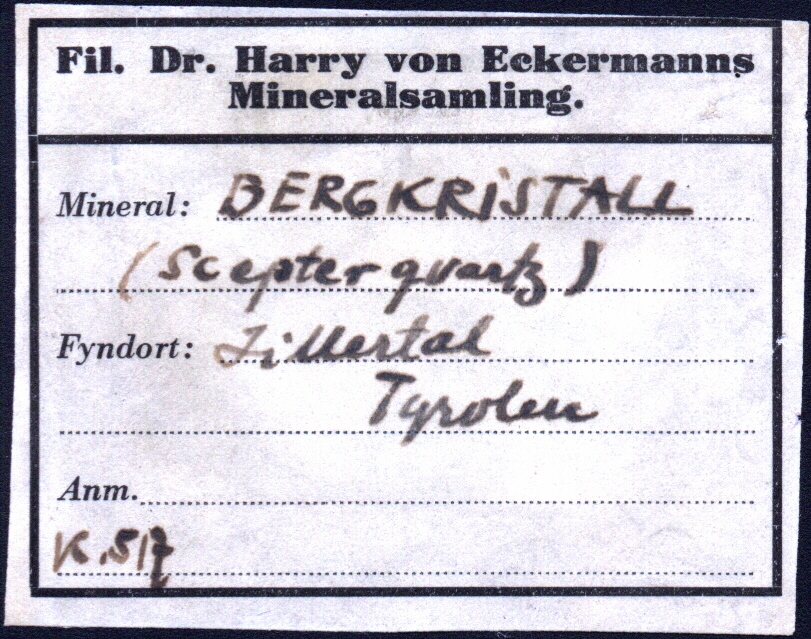 Fil. Dr. Harry von Eckermanns
Mineralsamling.
Mineral: BERGKRISTALL
(Scepterqvartz)
Fyndort: Zillertal
Tyrolen
Anm.
K.517